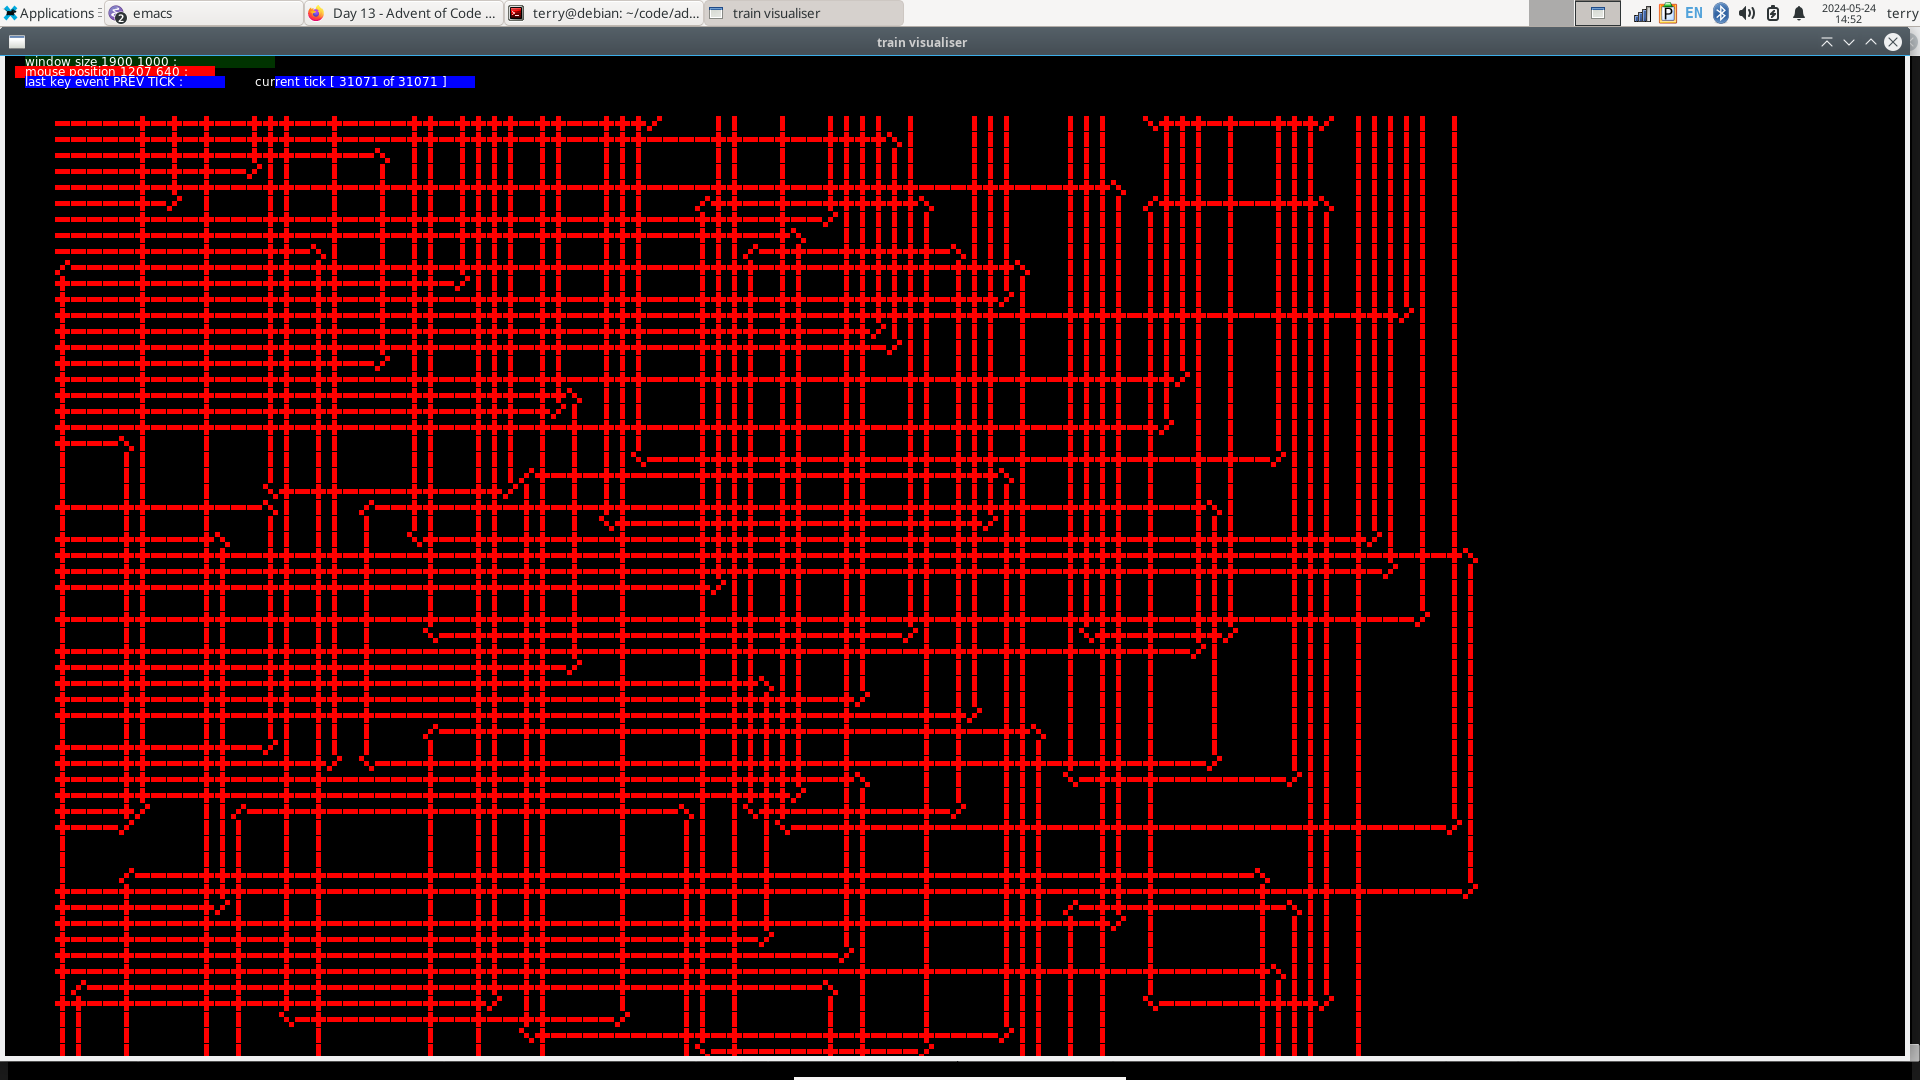 Applications
2 emacs
Day 13 - Advent of Code ...
terry@debian: ~/code/ad...
train visualiser
EN
2024-05-24
14:52
terry
train visualiser
window size 1900 1000 :
mouse position 1207 640 :
last key event PREV TICK : current tick [ 31071 of 31071 ]